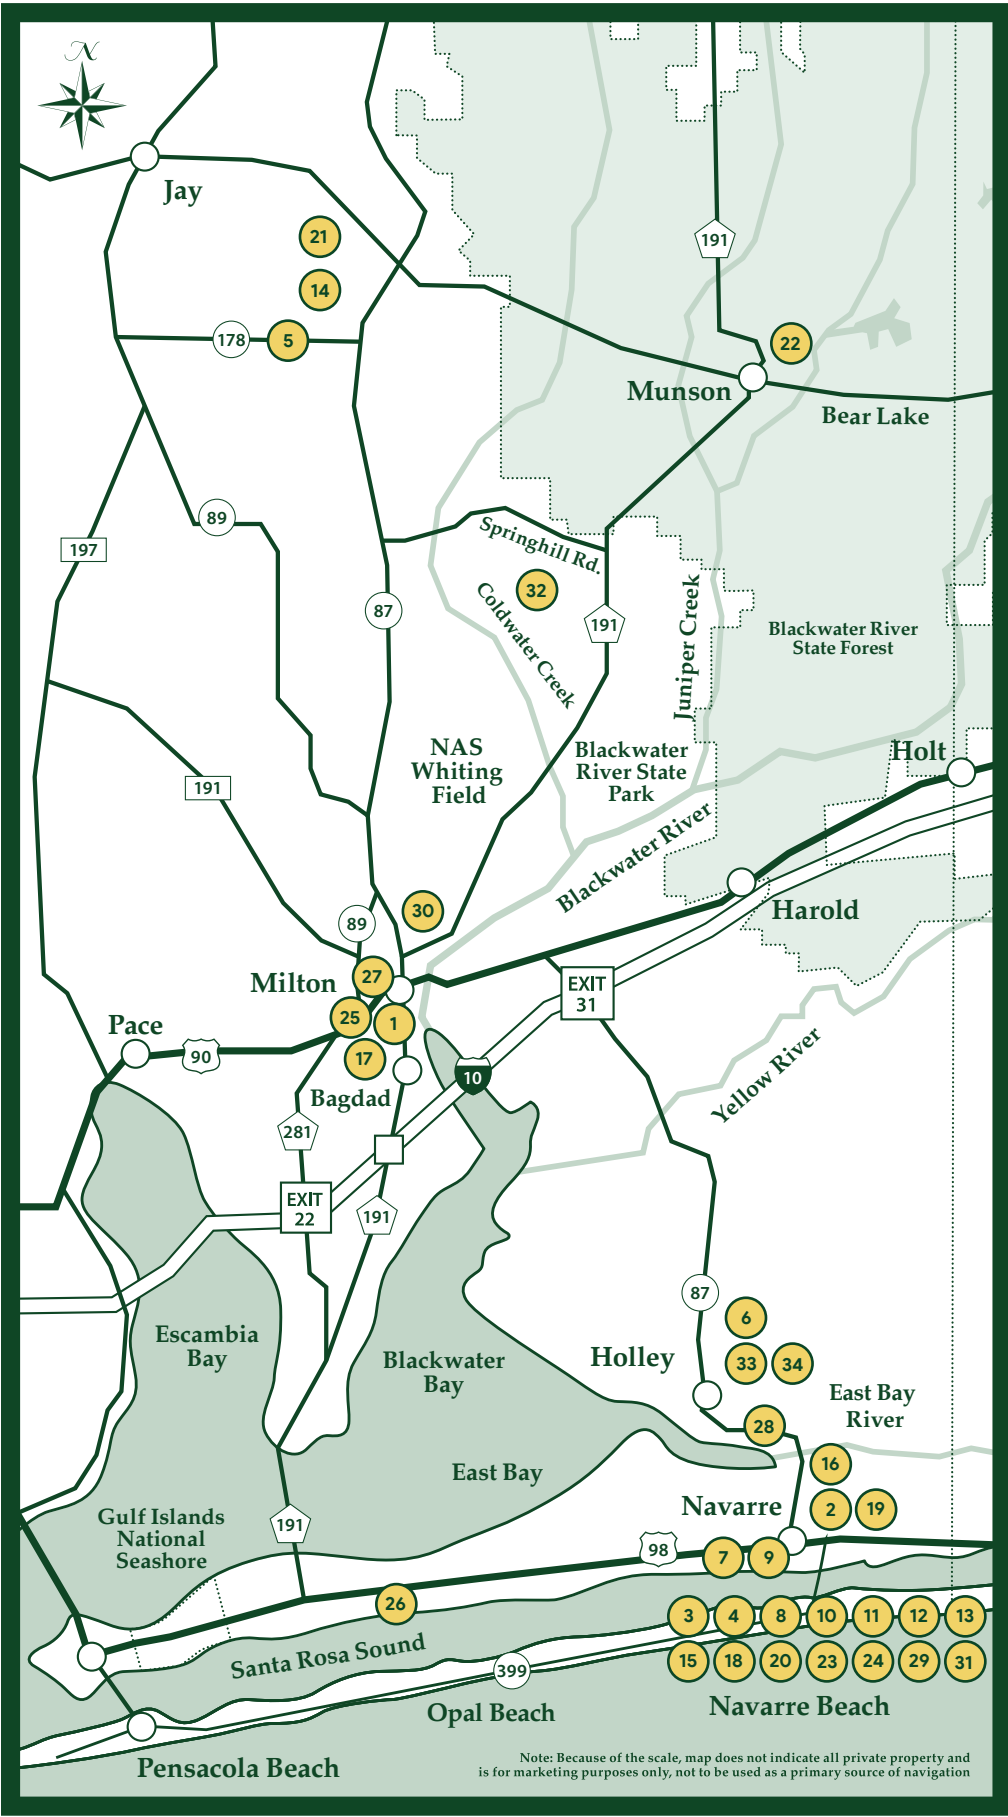 N
Jay
21
14
178
5
191
22
Munson
Bear Lake
89
197
Springhill Rd.
32
Coldwater Creek
87
191
Juniper Creek
Blackwater River
State Forest
NAS
Whiting
Field
Blackwater
River State
Park
Holt
191
Blackwater River
Harold
30
89
Milton
27
EXIT
31
25
1
Pace
90
17
10
Bagdad
Yellow River
281
EXIT
22
191
87
6
Escambia
Bay
Blackwater
Bay
Holley
33
34
East Bay
River
28
East Bay
16
Navarre
2
19
Gulf Islands
National
Seashore
191
98
7
9
26
3
4
8
10
11
12
13
Santa Rosa Sound
399
15
18
20
23
24
29
31
Opal Beach
Navarre Beach
Pensacola Beach
Note: Because of the scale, map does not indicate all private property and
is for marketing purposes only, not to be used as a primary source of navigation